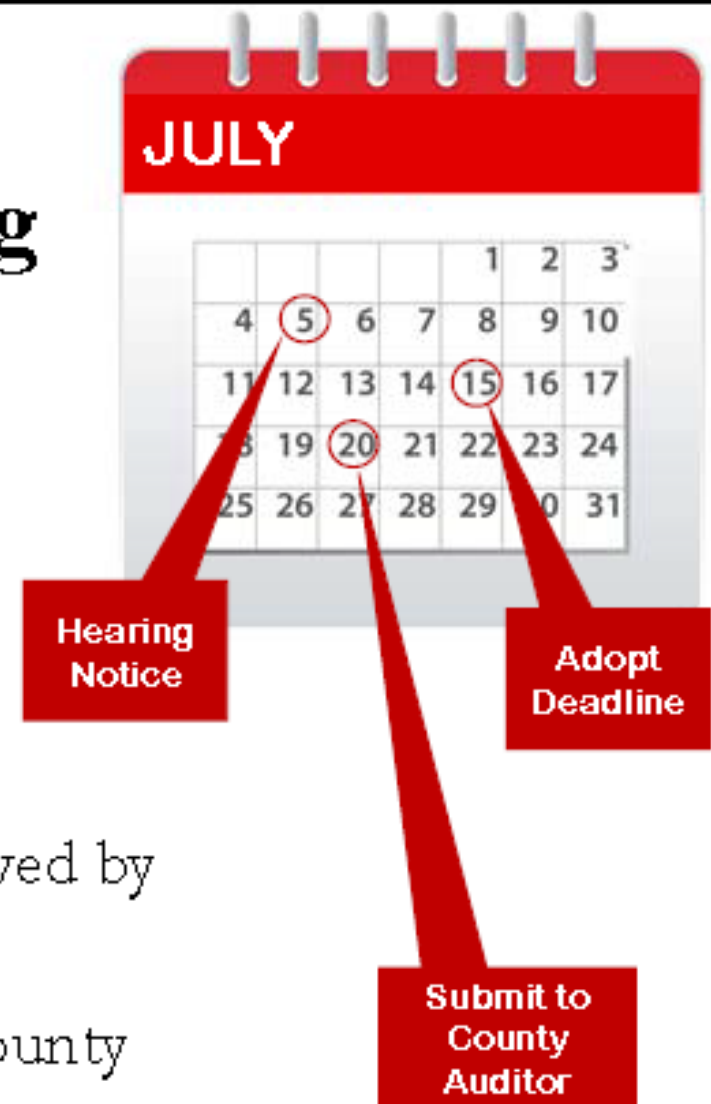 JULY
g
1 2 3
4 5 6 7 8 9 10
11 12 13 14 15 16 17
19 20 21 22 23 24
25 26 27 28 29 31
Hearing
Notice
Adopt
Deadline
ved by
Submit to
County
Auditor
ounty